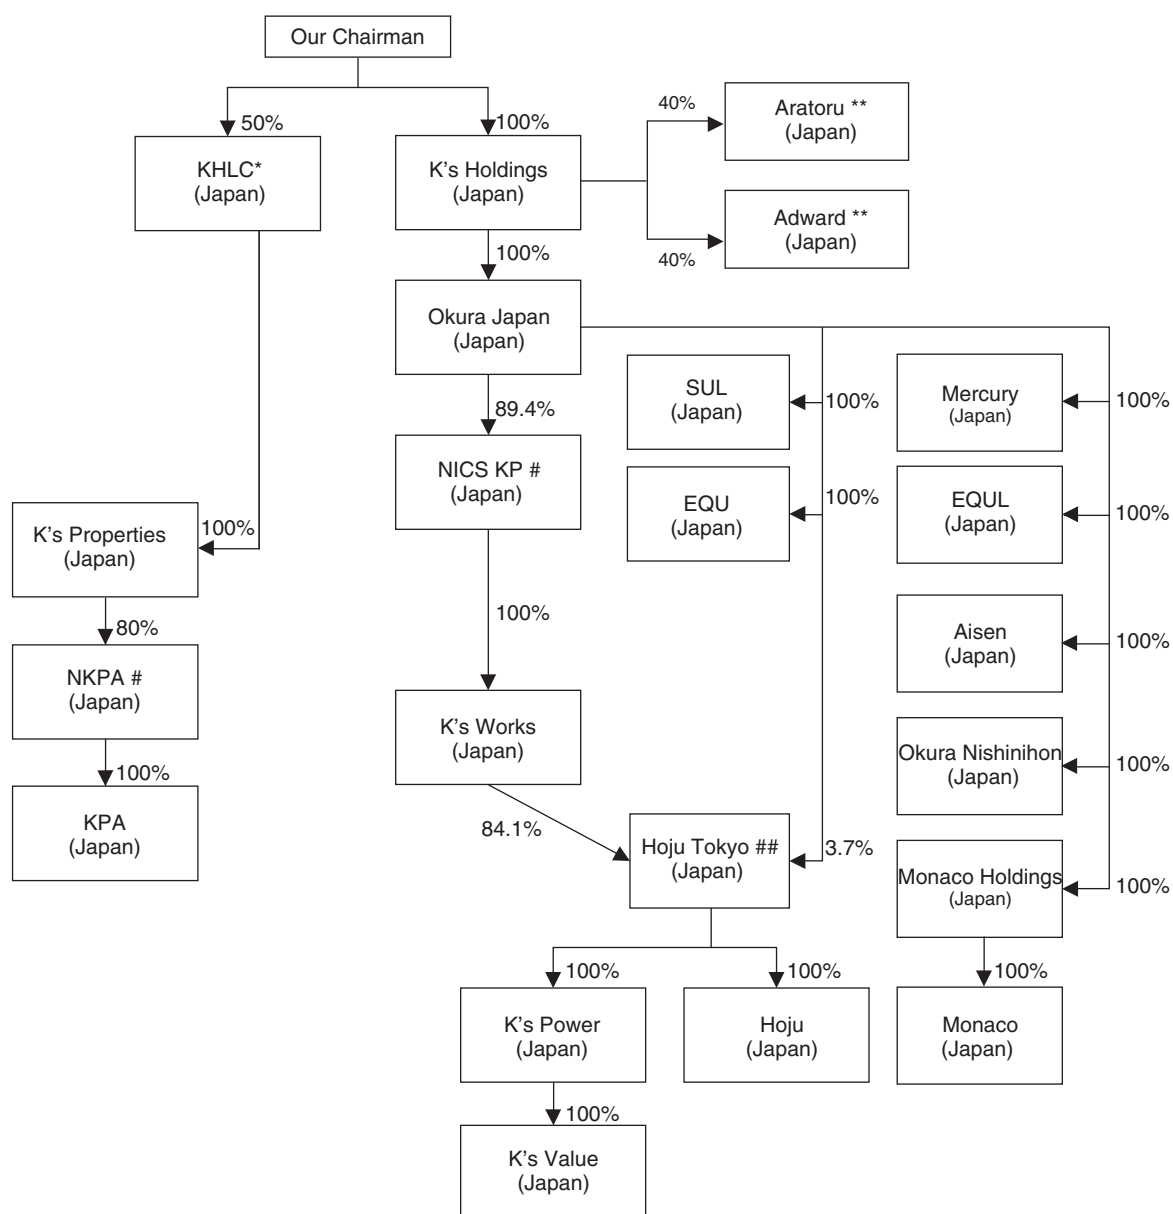 Our Chairman
50%
100%
40%
Aratoru **
(Japan)
KHLC*
(Japan)
K's Holdings
(Japan)
40%
Adward **
(Japan)
100%
Okura Japan
(Japan)
89.4%
SUL
(Japan)
100%
Mercury
(Japan)
100%
NICS KP #
(Japan)
EQU
(Japan)
100%
EQUL
(Japan)
100%
K's Properties
(Japan)
100%
100%
Aisen
(Japan)
100%
80%
NKPA #
(Japan)
K's Works
(Japan)
Okura Nishinihon
(Japan)
100%
100%
KPA
(Japan)
84.1%
Hoju Tokyo ##
(Japan)
3.7%
Monaco Holdings
(Japan)
100%
100%
100%
100%
K's Power
(Japan)
Hoju
(Japan)
Monaco
(Japan)
100%
K's Value
(Japan)